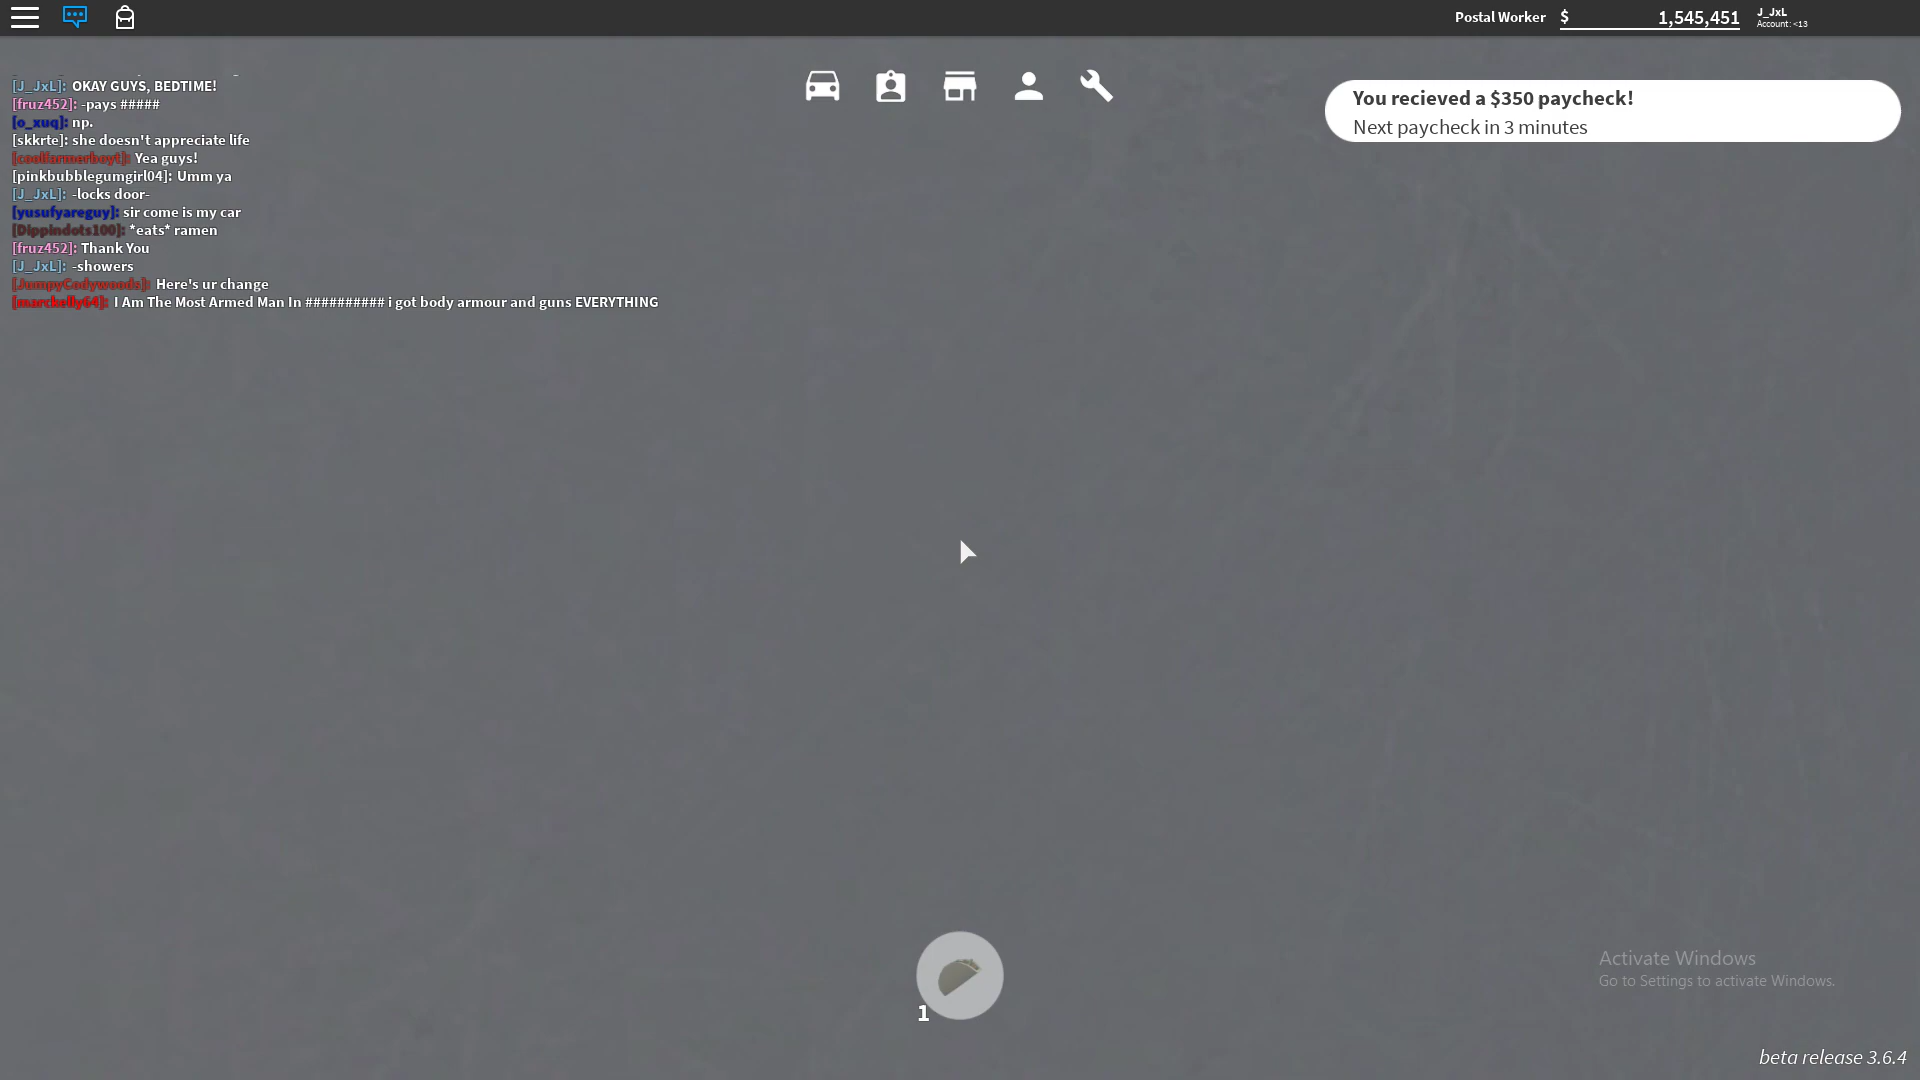 Postal Worker $ 1,545,451 J_JxL
Account: <13
[J_JxL]: OKAY GUYS, BEDTIME!
[fruz452]: -pays #####
[o_xuq]: np.
[skkrte]: she doesn't appreciate life
[coolfarmerboyt]: Yea guys!
[pinkbubblegumgirl04]: Umm ya
[J_JxL]: -locks door-
[yusufyareguy]: sir come is my car
[Dippindots100]: *eats* ramen
[fruz452]: Thank You
[J_JxL]: -showers
[JumpyCodywoods]: Here's ur change
[marckelly64]: I Am The Most Armed Man In ########## i got body armour and guns EVERYTHING
You recieved a $350 paycheck!
Next paycheck in 3 minutes
1
Activate Windows
Go to Settings to activate Windows.
beta release 3.6.4